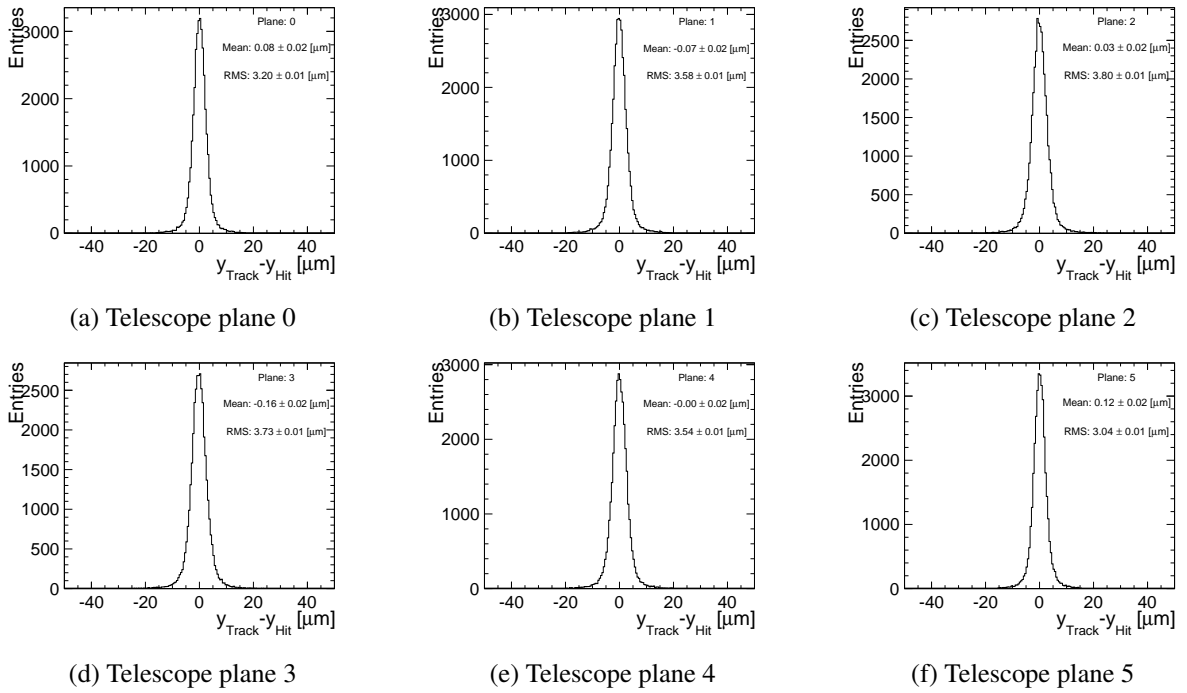 Entries
3000
2000
1000
0
Plane: 0
Mean: 0.08 ± 0.02 [μm]
RMS: 3.20 ± 0.01 [μm]
-40 -20 0 20 40
y_Track-y_Hit [μm]
(a) Telescope plane 0
Entries
3000
2000
1000
0
Plane: 1
Mean: -0.07 ± 0.02 [μm]
RMS: 3.58 ± 0.01 [μm]
-40 -20 0 20 40
y_Track-y_Hit [μm]
(b) Telescope plane 1
Entries
2500
2000
1500
1000
500
0
Plane: 2
Mean: 0.03 ± 0.02 [μm]
RMS: 3.80 ± 0.01 [μm]
-40 -20 0 20 40
y_Track-y_Hit [μm]
(c) Telescope plane 2
Entries
2500
2000
1500
1000
500
0
Plane: 3
Mean: -0.16 ± 0.02 [μm]
RMS: 3.73 ± 0.01 [μm]
-40 -20 0 20 40
y_Track-y_Hit [μm]
(d) Telescope plane 3
Entries
3000
2000
1000
0
Plane: 4
Mean: -0.00 ± 0.02 [μm]
RMS: 3.54 ± 0.01 [μm]
-40 -20 0 20 40
y_Track-y_Hit [μm]
(e) Telescope plane 4
Entries
3000
2000
1000
0
Plane: 5
Mean: 0.12 ± 0.02 [μm]
RMS: 3.04 ± 0.01 [μm]
-40 -20 0 20 40
y_Track-y_Hit [μm]
(f) Telescope plane 5